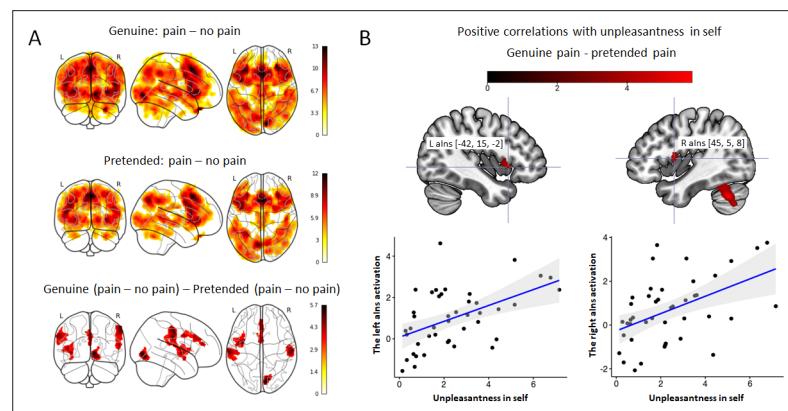 A
Genuine: pain – no pain
L
R
13
10
6.7
3.3
0
Pretended: pain – no pain
L
R
12
9
6
3
0
Genuine (pain – no pain) – Pretended (pain – no pain)
L
R
5.7
4.3
2.9
1.4
0
B
Positive correlations with unpleasantness in self
Genuine pain - pretended pain
0 2 4
L aIns [-42, 15, -2]
R aIns [45, 5, 8]
The left aIns activation
4
2
0
0 2 4 6
Unpleasantness in self
The right aIns activation
4
2
0
-2
0 2 4 6
Unpleasantness in self